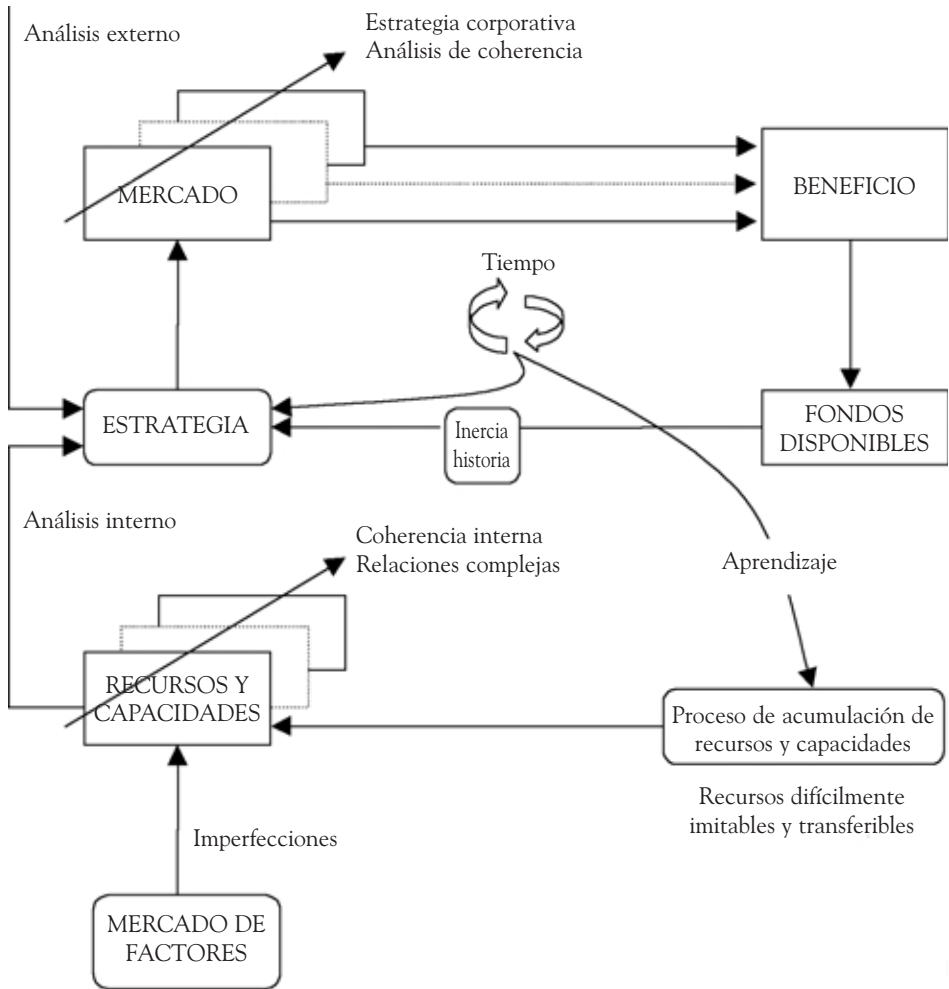 Análisis externo
Estrategia corporativa
Análisis de coherencia
MERCADO
BENEFICIO
Tiempo
ESTRATEGIA
Inercia
historia
FONDOS
DISPONIBLES
Análisis interno
Coherencia interna
Relaciones complejas
Aprendizaje
RECURSOS Y
CAPACIDADES
Proceso de acumulación de
recursos y capacidades
Recursos difícilmente
imitables y transferibles
Imperfecciones
MERCADO DE
FACTORES